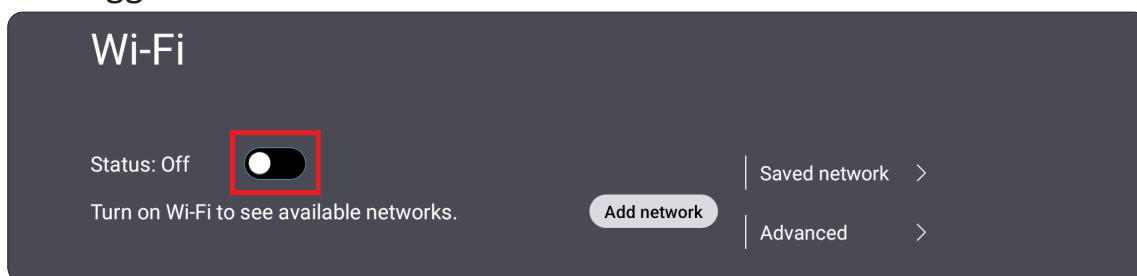 Wi-Fi
Status: Off
Turn on Wi-Fi to see available networks.
Add network
Saved network
Advanced